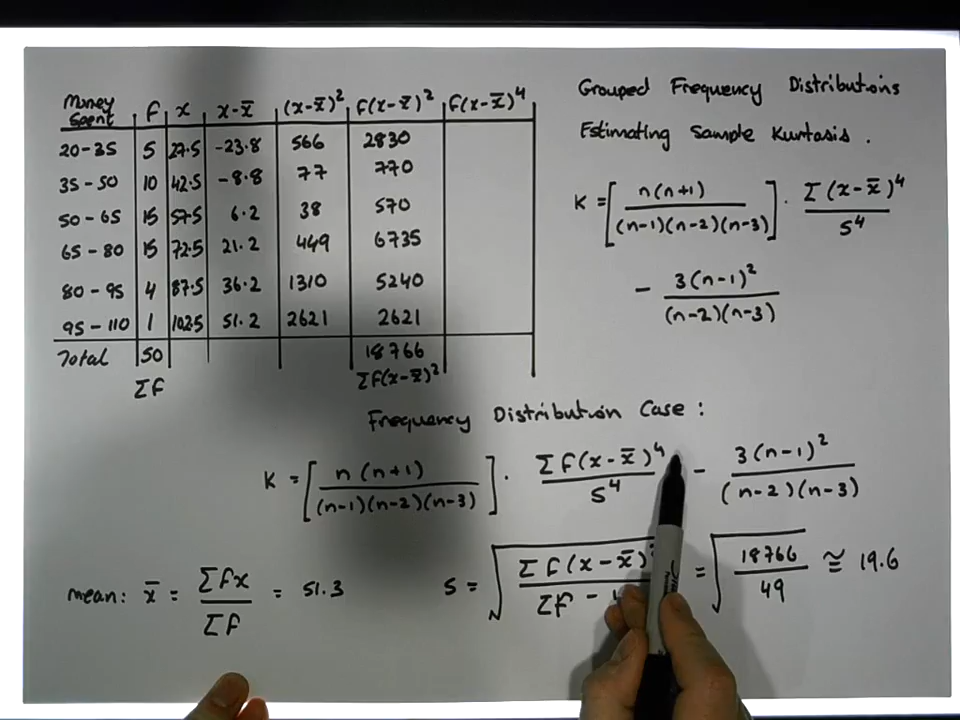 Money Spent | F | x | x-x̄ | (x-x̄)² | F(x-x̄)² | F(x-x̄)⁴
20-35 | 5 | 27.5 | -23.8 | 566 | 2830
35-50 | 10 | 42.5 | -8.8 | 77 | 770
50-65 | 15 | 57.5 | 6.2 | 38 | 570
65-80 | 15 | 72.5 | 21.2 | 449 | 6735
80-95 | 4 | 87.5 | 36.2 | 1310 | 5240
95-110 | 1 | 102.5 | 51.2 | 2621 | 2621
Total | 50 | 18766
ΣF | ΣF(x-x̄)²
Grouped Frequency Distributions
Estimating Sample Kurtasis.
K = [n(n+1) / (n-1)(n-2)(n-3)] · Σ(x-x̄)⁴ / S⁴
- 3(n-1)² / (n-2)(n-3)
Frequency Distribution Case:
K = [n(n+1) / (n-1)(n-2)(n-3)] · ΣF(x-x̄)⁴ / S⁴ - 3(n-1)² / (n-2)(n-3)
mean: x̄ = ΣFx / ΣF = 51.3
S = √(ΣF(x-x̄) / ΣF - = √(18766 / 49) ≅ 19.6